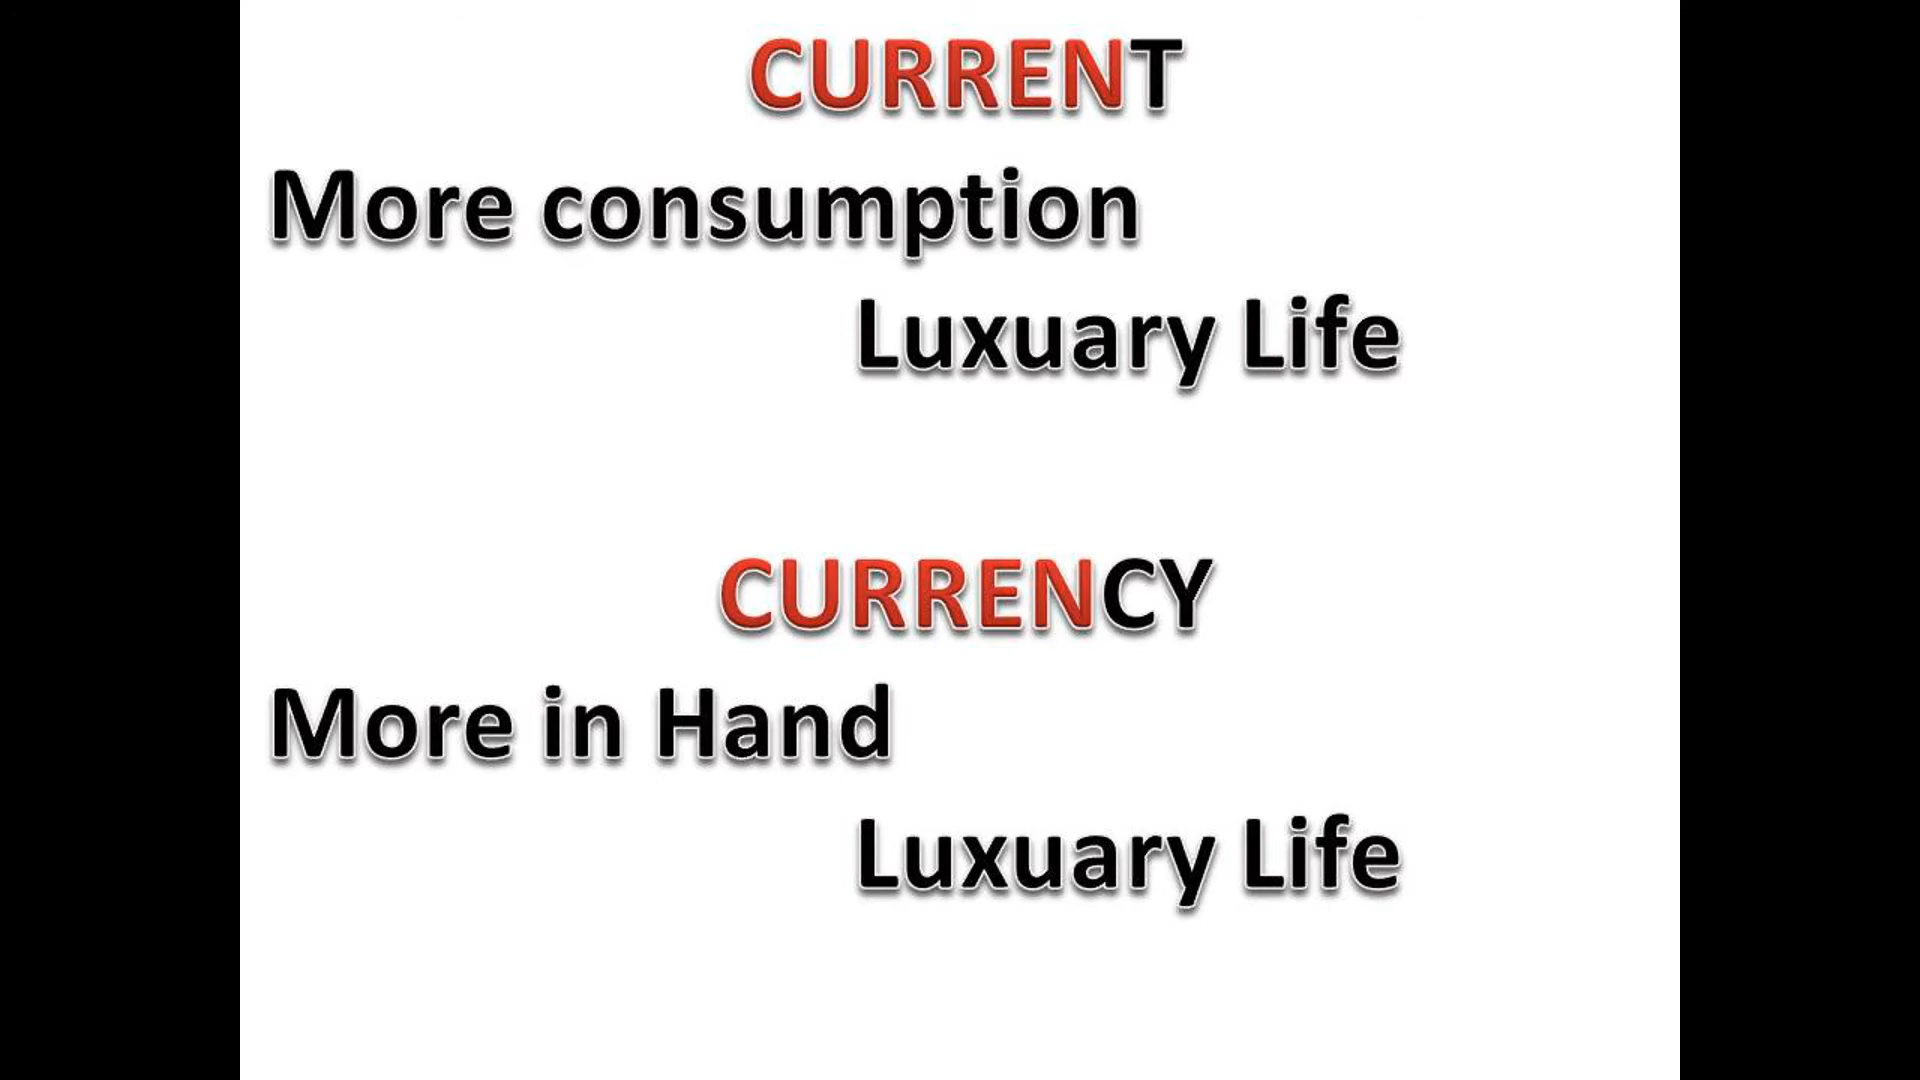 CURRENT
More consumption
Luxuary Life
CURRENCY
More in Hand
Luxuary Life